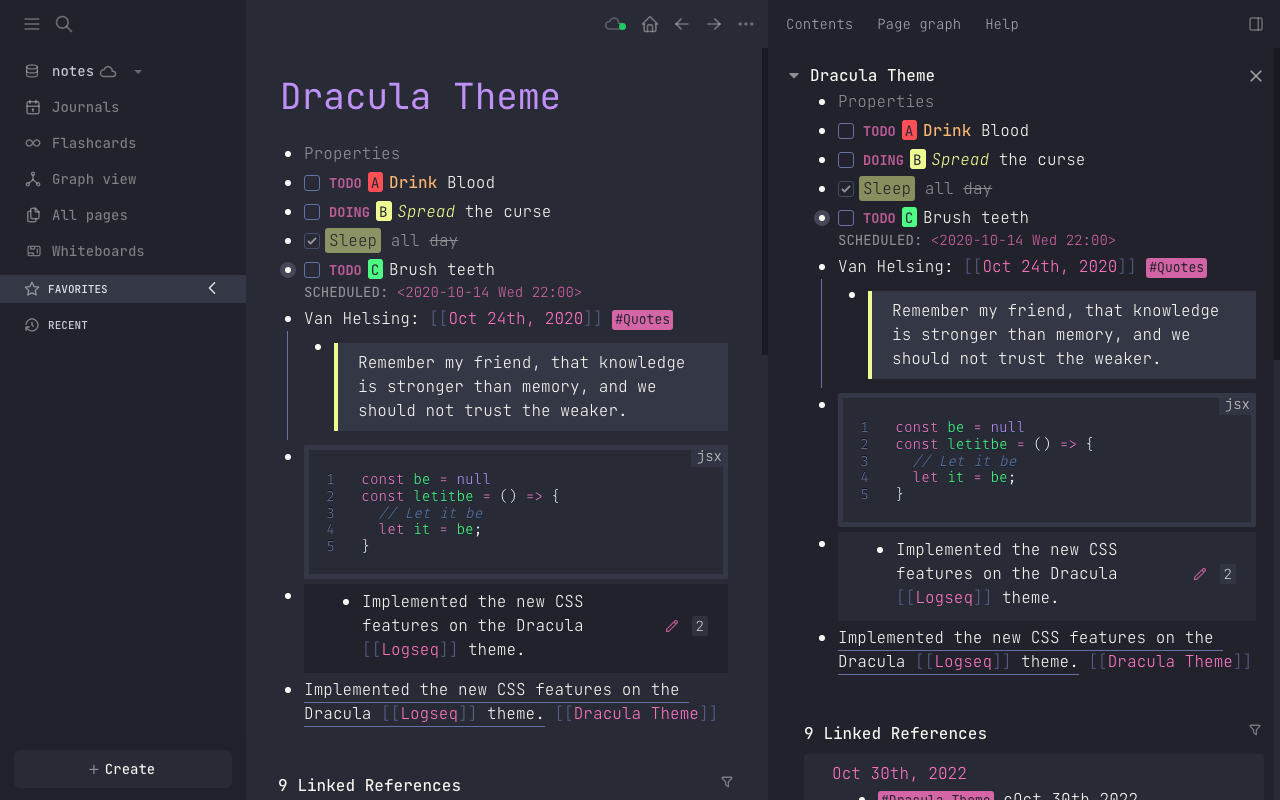 notes
Journals
Flashcards
Graph view
All pages
Whiteboards
FAVORITES
RECENT
+ Create
Dracula Theme
Properties
TODO A Drink Blood
DOING B Spread the curse
Sleep all day
TODO C Brush teeth
SCHEDULED: <2020-10-14 Wed 22:00>
Van Helsing: [[Oct 24th, 2020]] #Quotes
Remember my friend, that knowledge
is stronger than memory, and we
should not trust the weaker.
jsx
1 const be = null
2 const letitbe = () => {
3 // Let it be
4 let it = be;
5 }
Implemented the new CSS
features on the Dracula
[[Logseq]] theme.
2
Implemented the new CSS features on the
Dracula [[Logseq]] theme. [[Dracula Theme]]
9 Linked References
Contents Page graph Help
Dracula Theme
Properties
TODO A Drink Blood
DOING B Spread the curse
Sleep all day
TODO C Brush teeth
SCHEDULED: <2020-10-14 Wed 22:00>
Van Helsing: [[Oct 24th, 2020]] #Quotes
Remember my friend, that knowledge
is stronger than memory, and we
should not trust the weaker.
jsx
1 const be = null
2 const letitbe = () => {
3 // Let it be
4 let it = be;
5 }
Implemented the new CSS
features on the Dracula
[[Logseq]] theme.
2
Implemented the new CSS features on the
Dracula [[Logseq]] theme. [[Dracula Theme]]
9 Linked References
Oct 30th, 2022
#Dracula Theme cOct 30th 2022